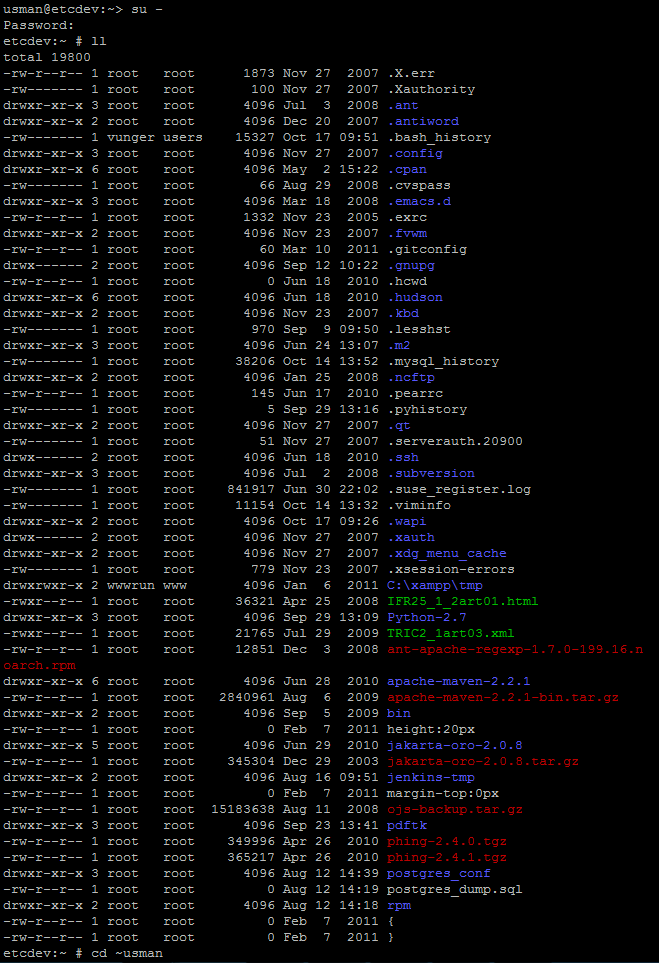 usman@etcdev:~> su -
Password:
etcdev:~ # ll
total 19800
-rw-r--r-- 1 root   root      1873 Nov 27  2007 .X.err
-rw------- 1 root   root       100 Nov 27  2007 .Xauthority
drwxr-xr-x 3 root   root      4096 Jul  3  2008 .ant
drwxr-xr-x 2 root   root      4096 Dec 20  2007 .antiword
-rw------- 1 vunger users    15327 Oct 17 09:51 .bash_history
drwxr-xr-x 3 root   root      4096 Nov 27  2007 .config
drwxr-xr-x 6 root   root      4096 May  2 15:22 .cpan
-rw------- 1 root   root        66 Aug 29  2008 .cvspass
drwxr-xr-x 3 root   root      4096 Mar 18  2008 .emacs.d
-rw-r--r-- 1 root   root      1332 Nov 23  2005 .exrc
drwxr-xr-x 2 root   root      4096 Nov 23  2007 .fvwm
-rw-r--r-- 1 root   root        60 Mar 10  2011 .gitconfig
drwx------ 2 root   root      4096 Sep 12 10:22 .gnupg
-rw-r--r-- 1 root   root         0 Jun 18  2010 .hcwd
drwxr-xr-x 6 root   root      4096 Jun 18  2010 .hudson
drwxr-xr-x 2 root   root      4096 Nov 23  2007 .kbd
-rw------- 1 root   root       970 Sep  9 09:50 .lesshst
drwxr-xr-x 3 root   root      4096 Jun 24 13:07 .m2
-rw------- 1 root   root     38206 Oct 14 13:52 .mysql_history
drwxr-xr-x 2 root   root      4096 Jan 25  2008 .ncftp
-rw-r--r-- 1 root   root       145 Jun 17  2010 .pearrc
-rw------- 1 root   root         5 Sep 29 13:16 .pyhistory
drwxr-xr-x 2 root   root      4096 Nov 27  2007 .qt
-rw------- 1 root   root        51 Nov 27  2007 .serverauth.20900
drwx------ 2 root   root      4096 Jun 18  2010 .ssh
drwxr-xr-x 3 root   root      4096 Jul  2  2008 .subversion
-rw------- 1 root   root    841917 Jun 30 22:02 .suse_register.log
-rw------- 1 root   root     11154 Oct 14 13:32 .viminfo
drwxr-xr-x 2 root   root      4096 Oct 17 09:26 .wapi
drwx------ 2 root   root      4096 Nov 27  2007 .xauth
drwxr-xr-x 2 root   root      4096 Nov 27  2007 .xdg_menu_cache
-rw------- 1 root   root       779 Nov 23  2007 .xsession-errors
drwxrwxr-x 2 wwwrun www       4096 Jan  6  2011 C:\xampp\tmp
-rwxrr--r-- 1 root   root     36321 Apr 25  2008 IFR25_1_2art01.html
drwxr-xr-x 3 root   root      4096 Sep 29 13:09 Python-2.7
-rwxr--r-- 1 root   root     21765 Jul 29  2009 TRIC2_1art03.xml
-rw-r--r-- 1 root   root     12851 Dec  3  2008 ant-apache-regexp-1.7.0-199.16.n
oarch.rpm
drwxr-xr-x 6 root   root      4096 Jun 28  2010 apache-maven-2.2.1
-rw-r--r-- 1 root   root   2840961 Aug  6  2009 apache-maven-2.2.1-bin.tar.gz
drwxr-xr-x 2 root   root      4096 Sep  5  2009 bin
-rw-r--r-- 1 root   root         0 Feb  7  2011 height:20px
drwxr-xr-x 5 root   root      4096 Jun 29  2010 jakarta-oro-2.0.8
-rw-r--r-- 1 root   root    345304 Dec 29  2003 jakarta-oro-2.0.8.tar.gz
drwxr-xr-x 2 root   root      4096 Aug 16 09:51 jenkins-tmp
-rw-r--r-- 1 root   root         0 Feb  7  2011 margin-top:0px
-rw-r--r-- 1 root   root  15183638 Aug 11  2008 ojs-backup.tar.gz
drwxr-xr-x 3 root   root      4096 Sep 23 13:41 pdftk
-rw-r--r-- 1 root   root    349996 Apr 26  2010 phing-2.4.0.tgz
-rw-r--r-- 1 root   root    365217 Apr 26  2010 phing-2.4.1.tgz
drwxr-xr-x 3 root   root      4096 Aug 12 14:39 postgres_conf
-rw-r--r-- 1 root   root         0 Aug 12 14:19 postgres_dump.sql
drwxr-xr-x 2 root   root      4096 Aug 12 14:18 rpm
-rw-r--r-- 1 root   root         0 Feb  7  2011 {
-rw-r--r-- 1 root   root         0 Feb  7  2011 }
etcdev:~ # cd ~usman